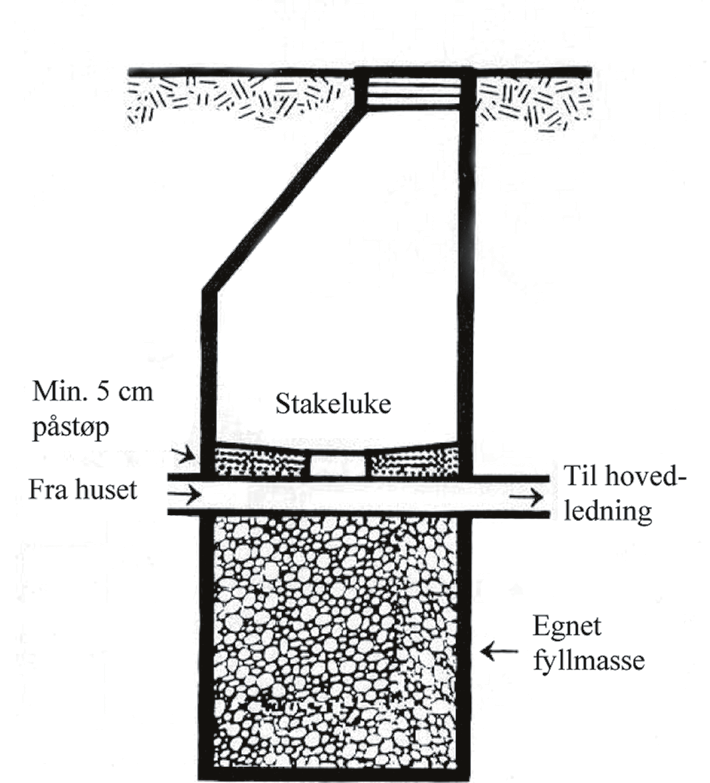 Min. 5 cm
påstøp
Stakeluke
Fra huset
Til hoved-
ledning
Egnet
fyllmasse